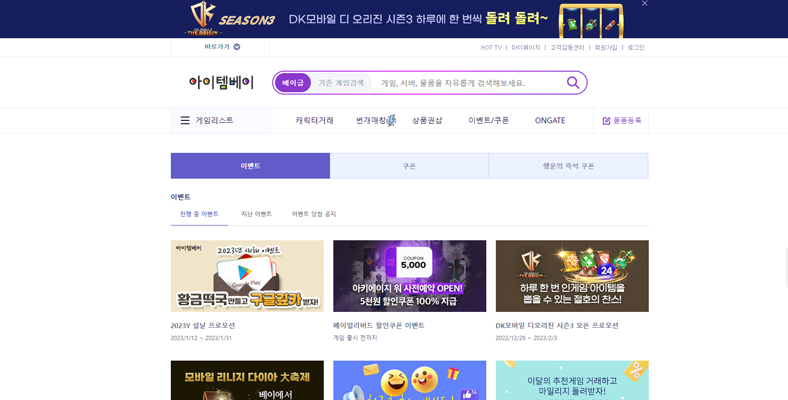 SEASON3
THE ORIGIN
DK모바일 디 오리진 시즌3 하루에 한 번씩 돌려 돌려~
바로가기
HOT TV | 마이페이지 | 고객감동센터 | 회원가입 | 로그인
아이템베이
베이글
기존 게임검색
게임, 서버, 물품을 자유롭게 검색해보세요.
게임리스트
캐릭터거래
번개매칭
상품권샵
이벤트/쿠폰
ONGATE
물품등록
이벤트
쿠폰
행운의 즉석 쿠폰
이벤트
진행 중 이벤트
지난 이벤트
이벤트 당첨 공지
아이템베이
2023년 새해 이벤트
Google Play
황금떡국 만들고 구글깊카 받자!
2023Y 설날 프로모션
2023/1/12 ~ 2023/1/31
COUPON
5,000
아키에이지 워 사전예약 OPEN!
5천원 할인쿠폰 100% 지급
베이얼리버드 할인쿠폰 이벤트
게임 출시 전까지
DK
THE ORIGIN
24
하루 한 번 인게임 아이템을
뽑을 수 있는 절호의 찬스!
DK모바일 디오리진 시즌3 오픈 프로모션
2022/12/29 ~ 2023/2/3
모바일 리니지 다이아 大축제
베이에서
이달의 추천게임 거래하고
마일리지 돌려받자!